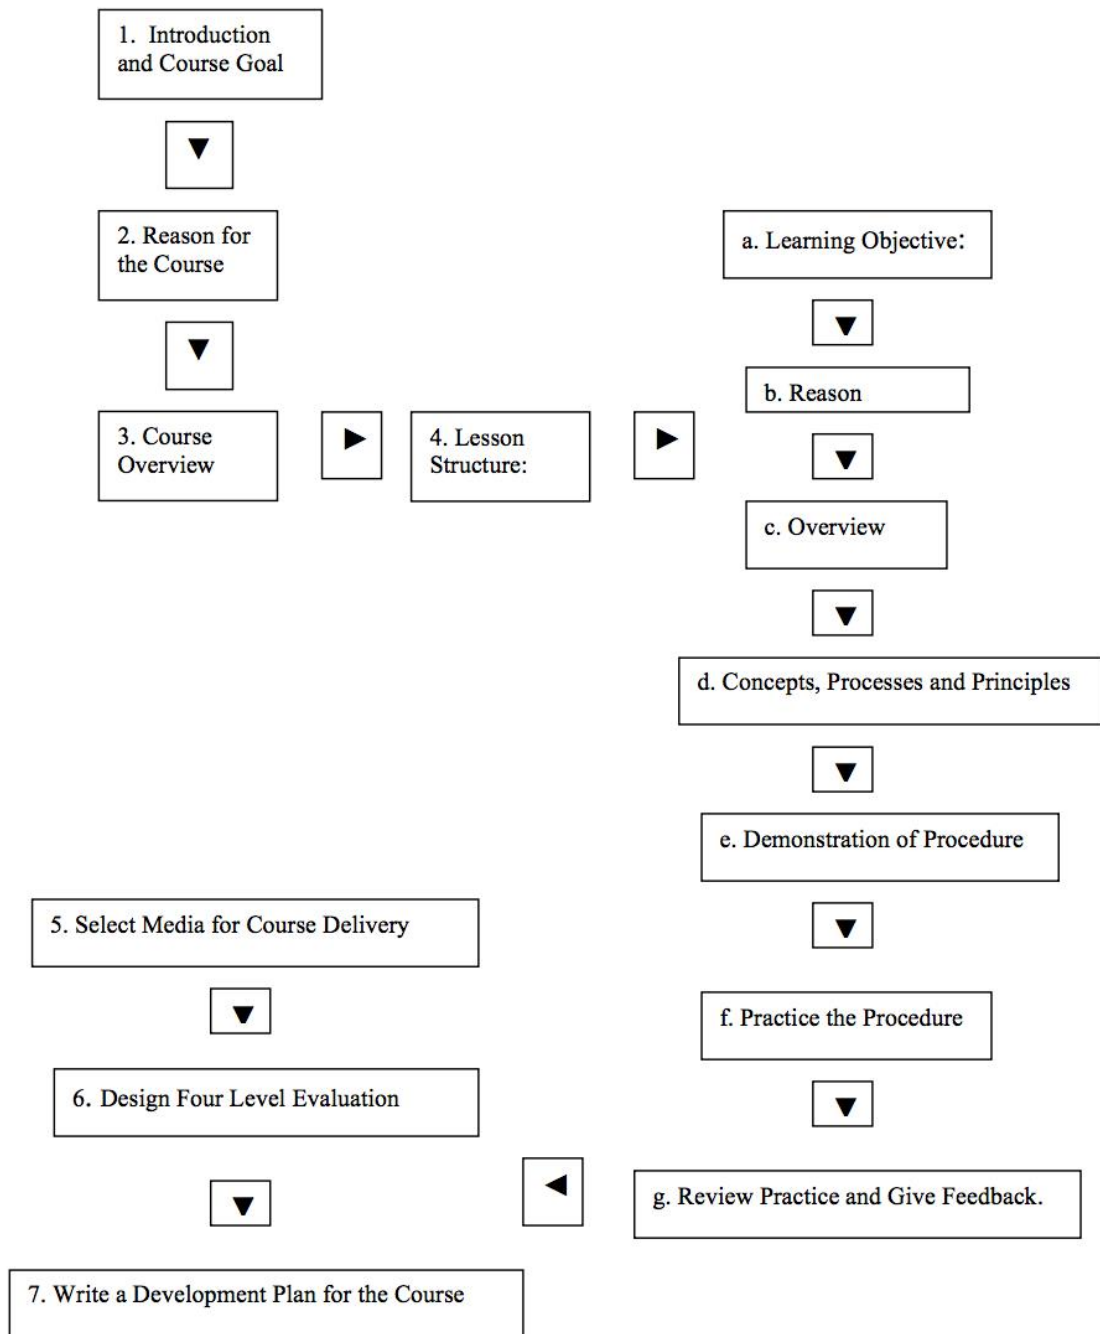 1. Introduction
and Course Goal
2. Reason for
the Course
3. Course
Overview
4. Lesson
Structure:
a. Learning Objective:
b. Reason
c. Overview
d. Concepts, Processes and Principles
e. Demonstration of Procedure
f. Practice the Procedure
g. Review Practice and Give Feedback.
5. Select Media for Course Delivery
6. Design Four Level Evaluation
7. Write a Development Plan for the Course